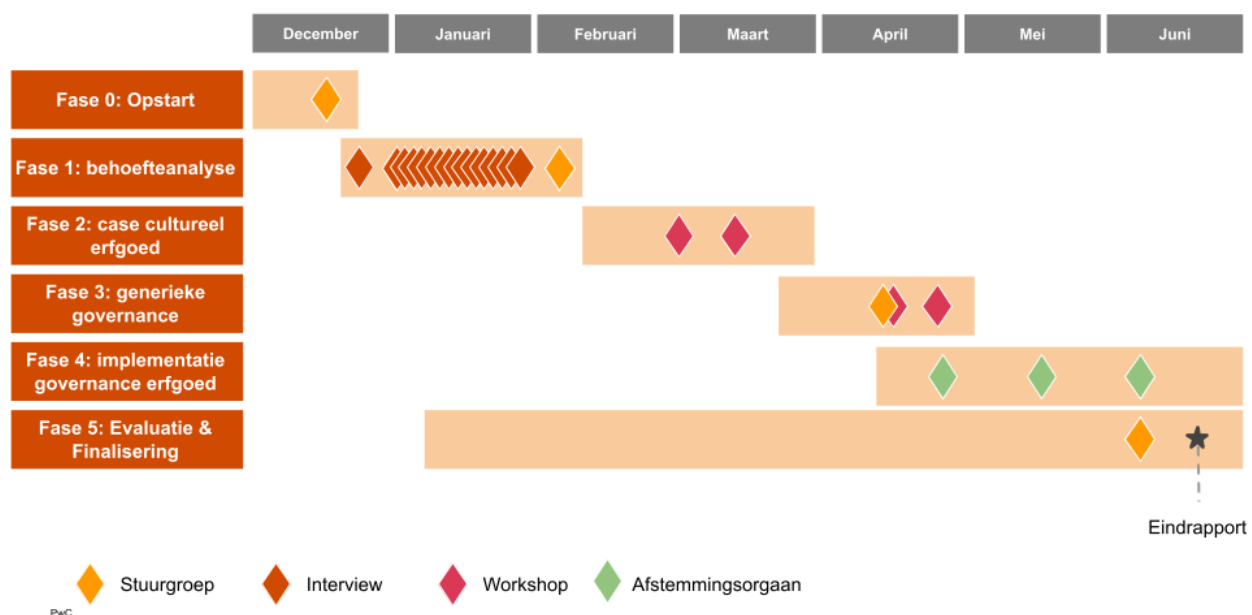 December
Januari
Februari
Maart
April
Mei
Juni
Fase 0: Opstart
Fase 1: behoefteanalyse
Fase 2: case cultureel
erfgoed
Fase 3: generieke
governance
Fase 4: implementatie
governance erfgoed
Fase 5: Evaluatie &
Finalisering
Eindrapport
Stuurgroep
Interview
Workshop
Afstemmingsorgaan
PwC